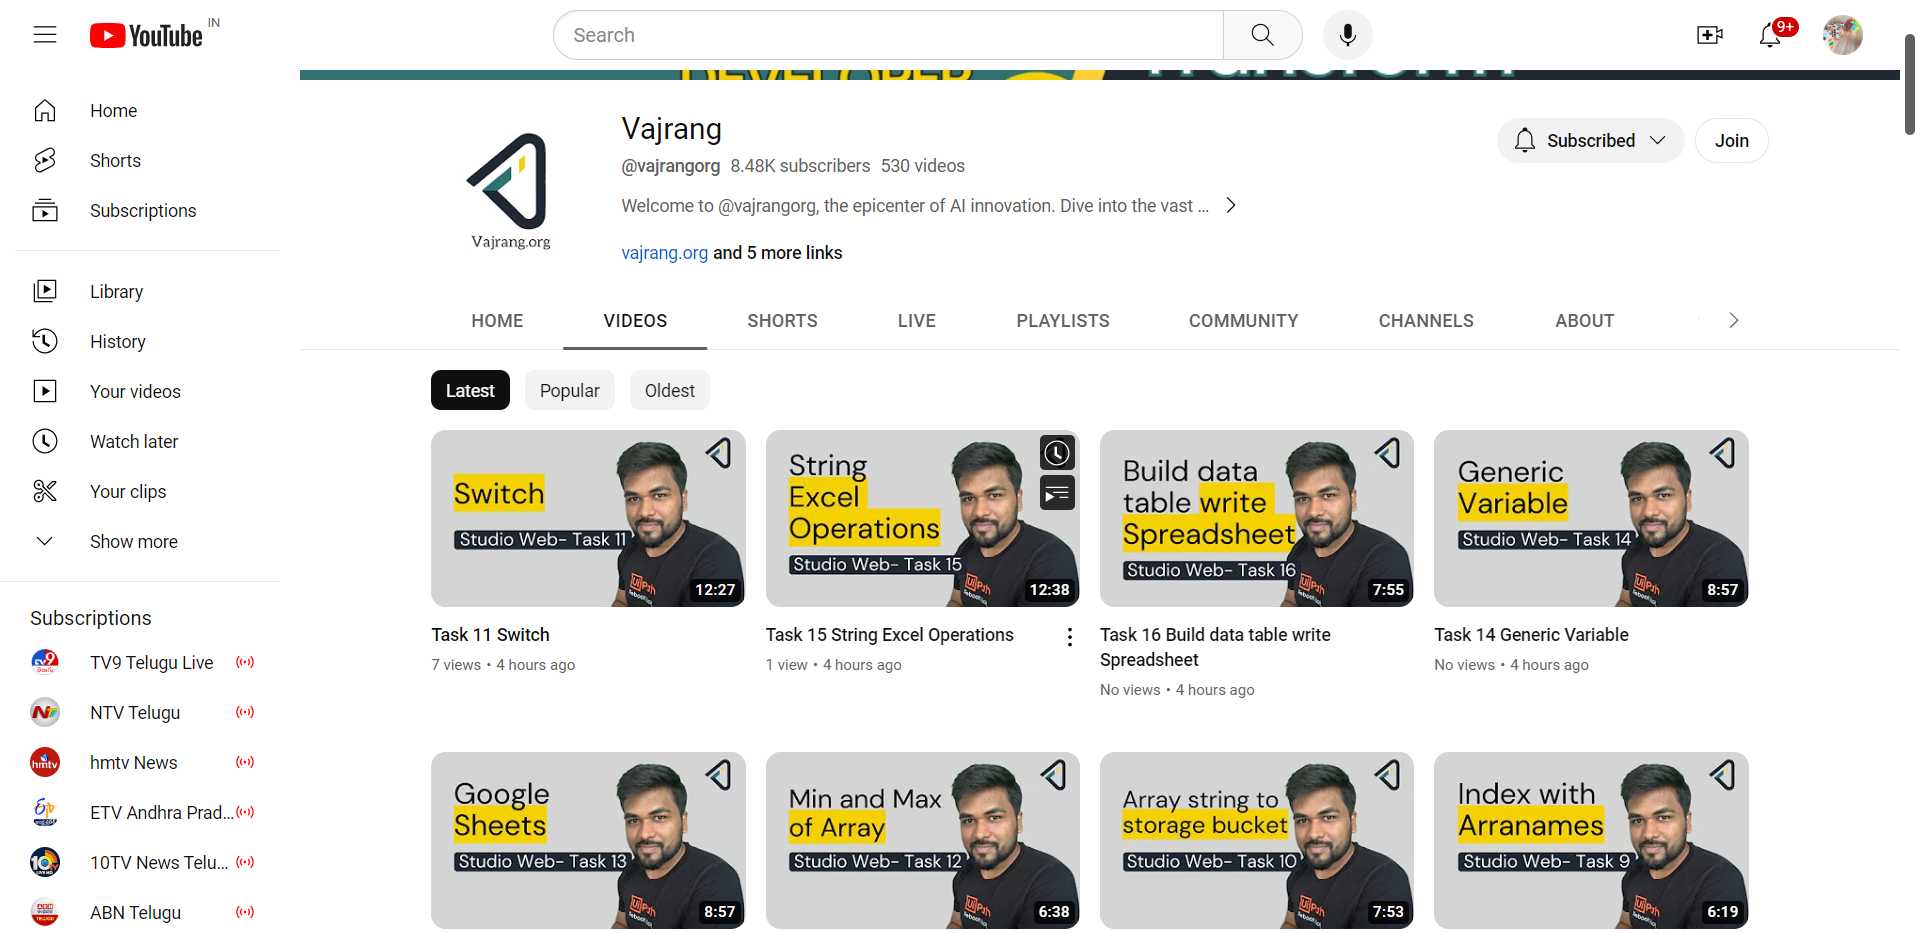 YouTube IN
Search
9+
Home
Shorts
Subscriptions
Library
History
Your videos
Watch later
Your clips
Show more
Subscriptions
TV9 Telugu Live
NTV Telugu
hmtv News
ETV Andhra Prad...
10TV News Telu...
ABN Telugu
DEVELOPER
Transform
Vajrang.org
Vajrang
@vajrangorg 8.48K subscribers 530 videos
Welcome to @vajrangorg, the epicenter of AI innovation. Dive into the vast ...
vajrang.org and 5 more links
Subscribed
Join
HOME VIDEOS SHORTS LIVE PLAYLISTS COMMUNITY CHANNELS ABOUT
Latest Popular Oldest
Switch
Studio Web- Task 11
12:27
Task 11 Switch
7 views • 4 hours ago
String
Excel
Operations
Studio Web- Task 15
12:38
Task 15 String Excel Operations
1 view • 4 hours ago
Build data
table write
Spreadsheet
Studio Web- Task 16
7:55
Task 16 Build data table write
Spreadsheet
No views • 4 hours ago
Generic
Variable
Studio Web- Task 14
8:57
Task 14 Generic Variable
No views • 4 hours ago
Google
Sheets
Studio Web- Task 13
8:57
Min and Max
of Array
Studio Web- Task 12
6:38
Array string to
storage bucket
Studio Web- Task 10
7:53
Index with
Arranames
Studio Web- Task 9
6:19